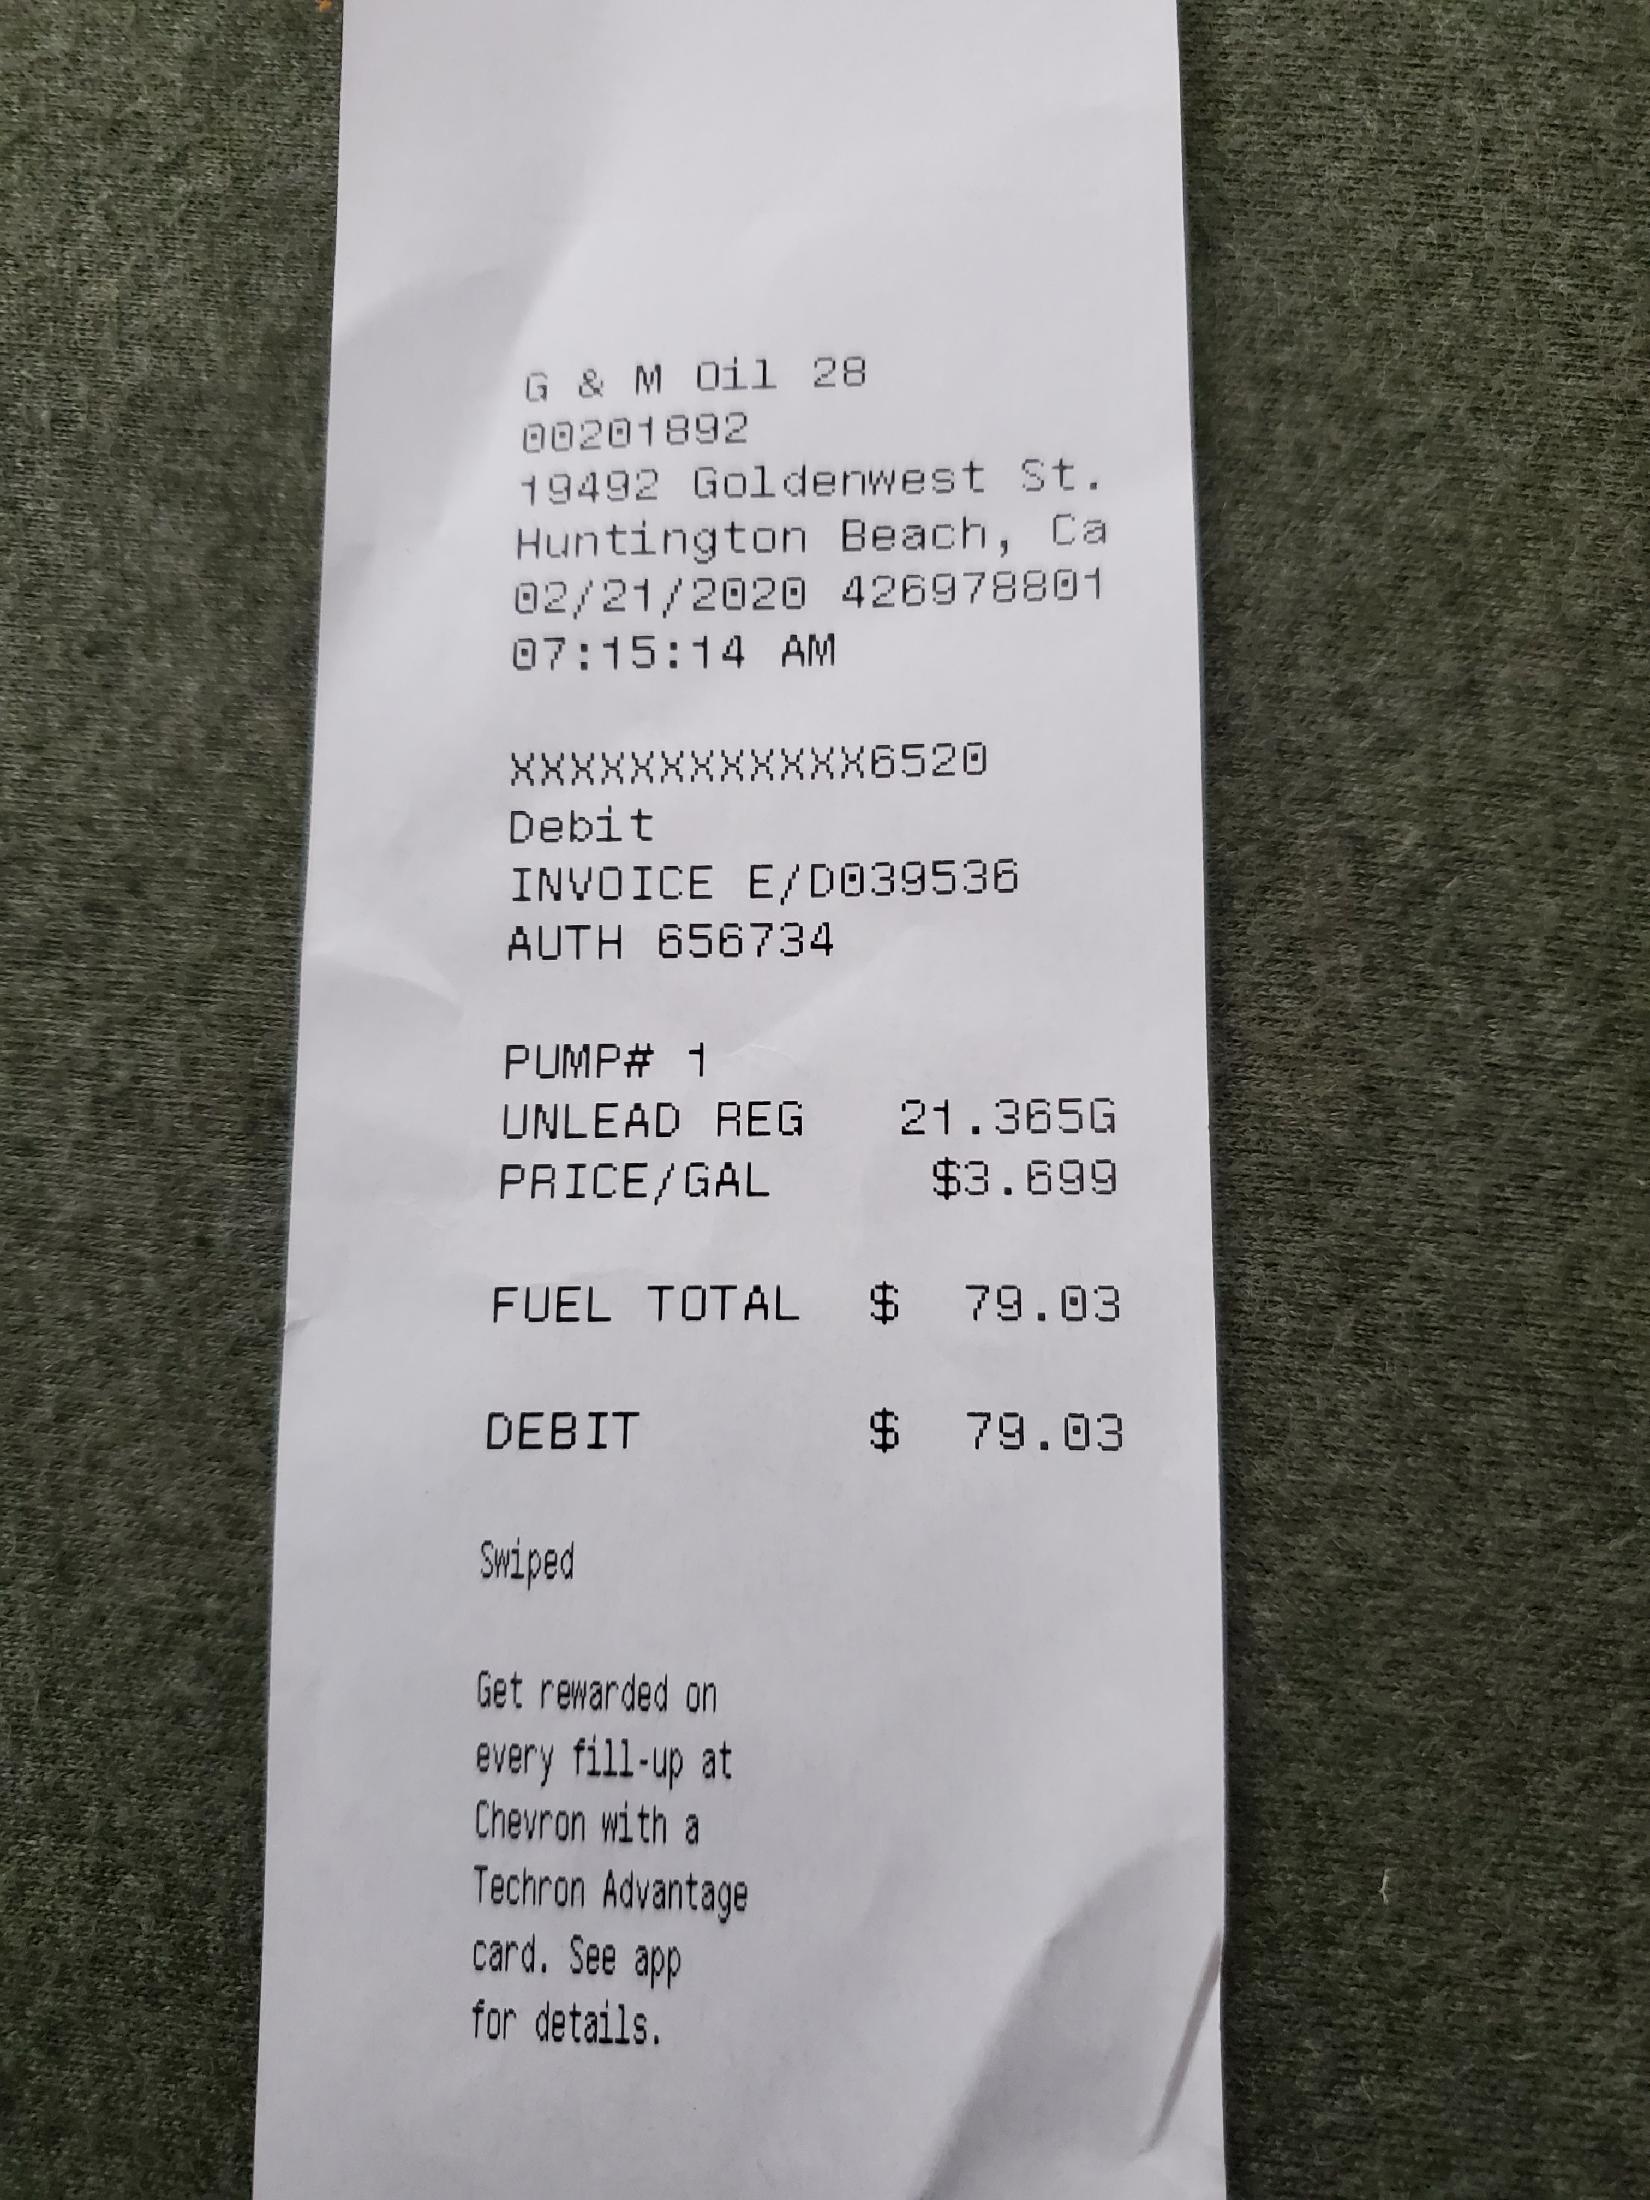 G & M Oil 28
00201892
19492 Goldenwest St.
Huntington Beach, Ca
02/21/2020 426978801
07:15:14 AM
XXXXXXXXXXXX6520
Debit
INVOICE E/D039536
AUTH 656734
PUMP# 1
UNLEAD REG 21.365G
PRICE/GAL $3.699
FUEL TOTAL $ 79.03
DEBIT $ 79.03
Swiped
Get rewarded on
every fill-up at
Chevron with a
Techron Advantage
card. See app
for details.